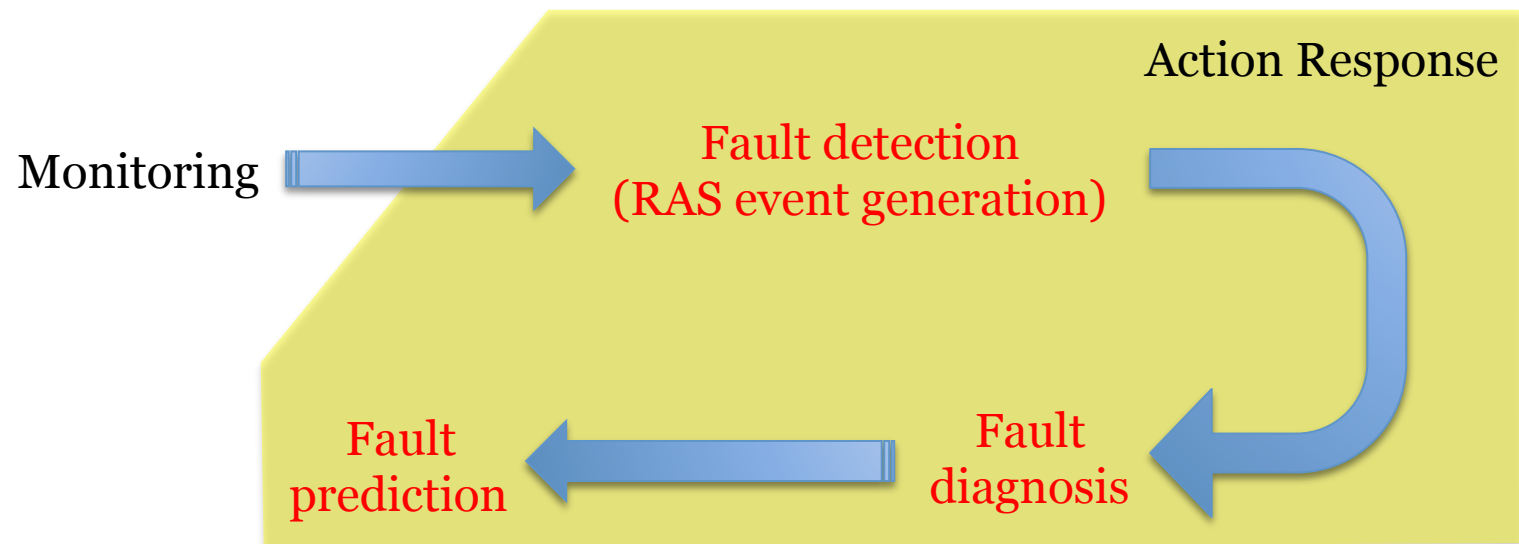 Action Response
Monitoring
Fault detection
(RAS event generation)
Fault
diagnosis
Fault
prediction